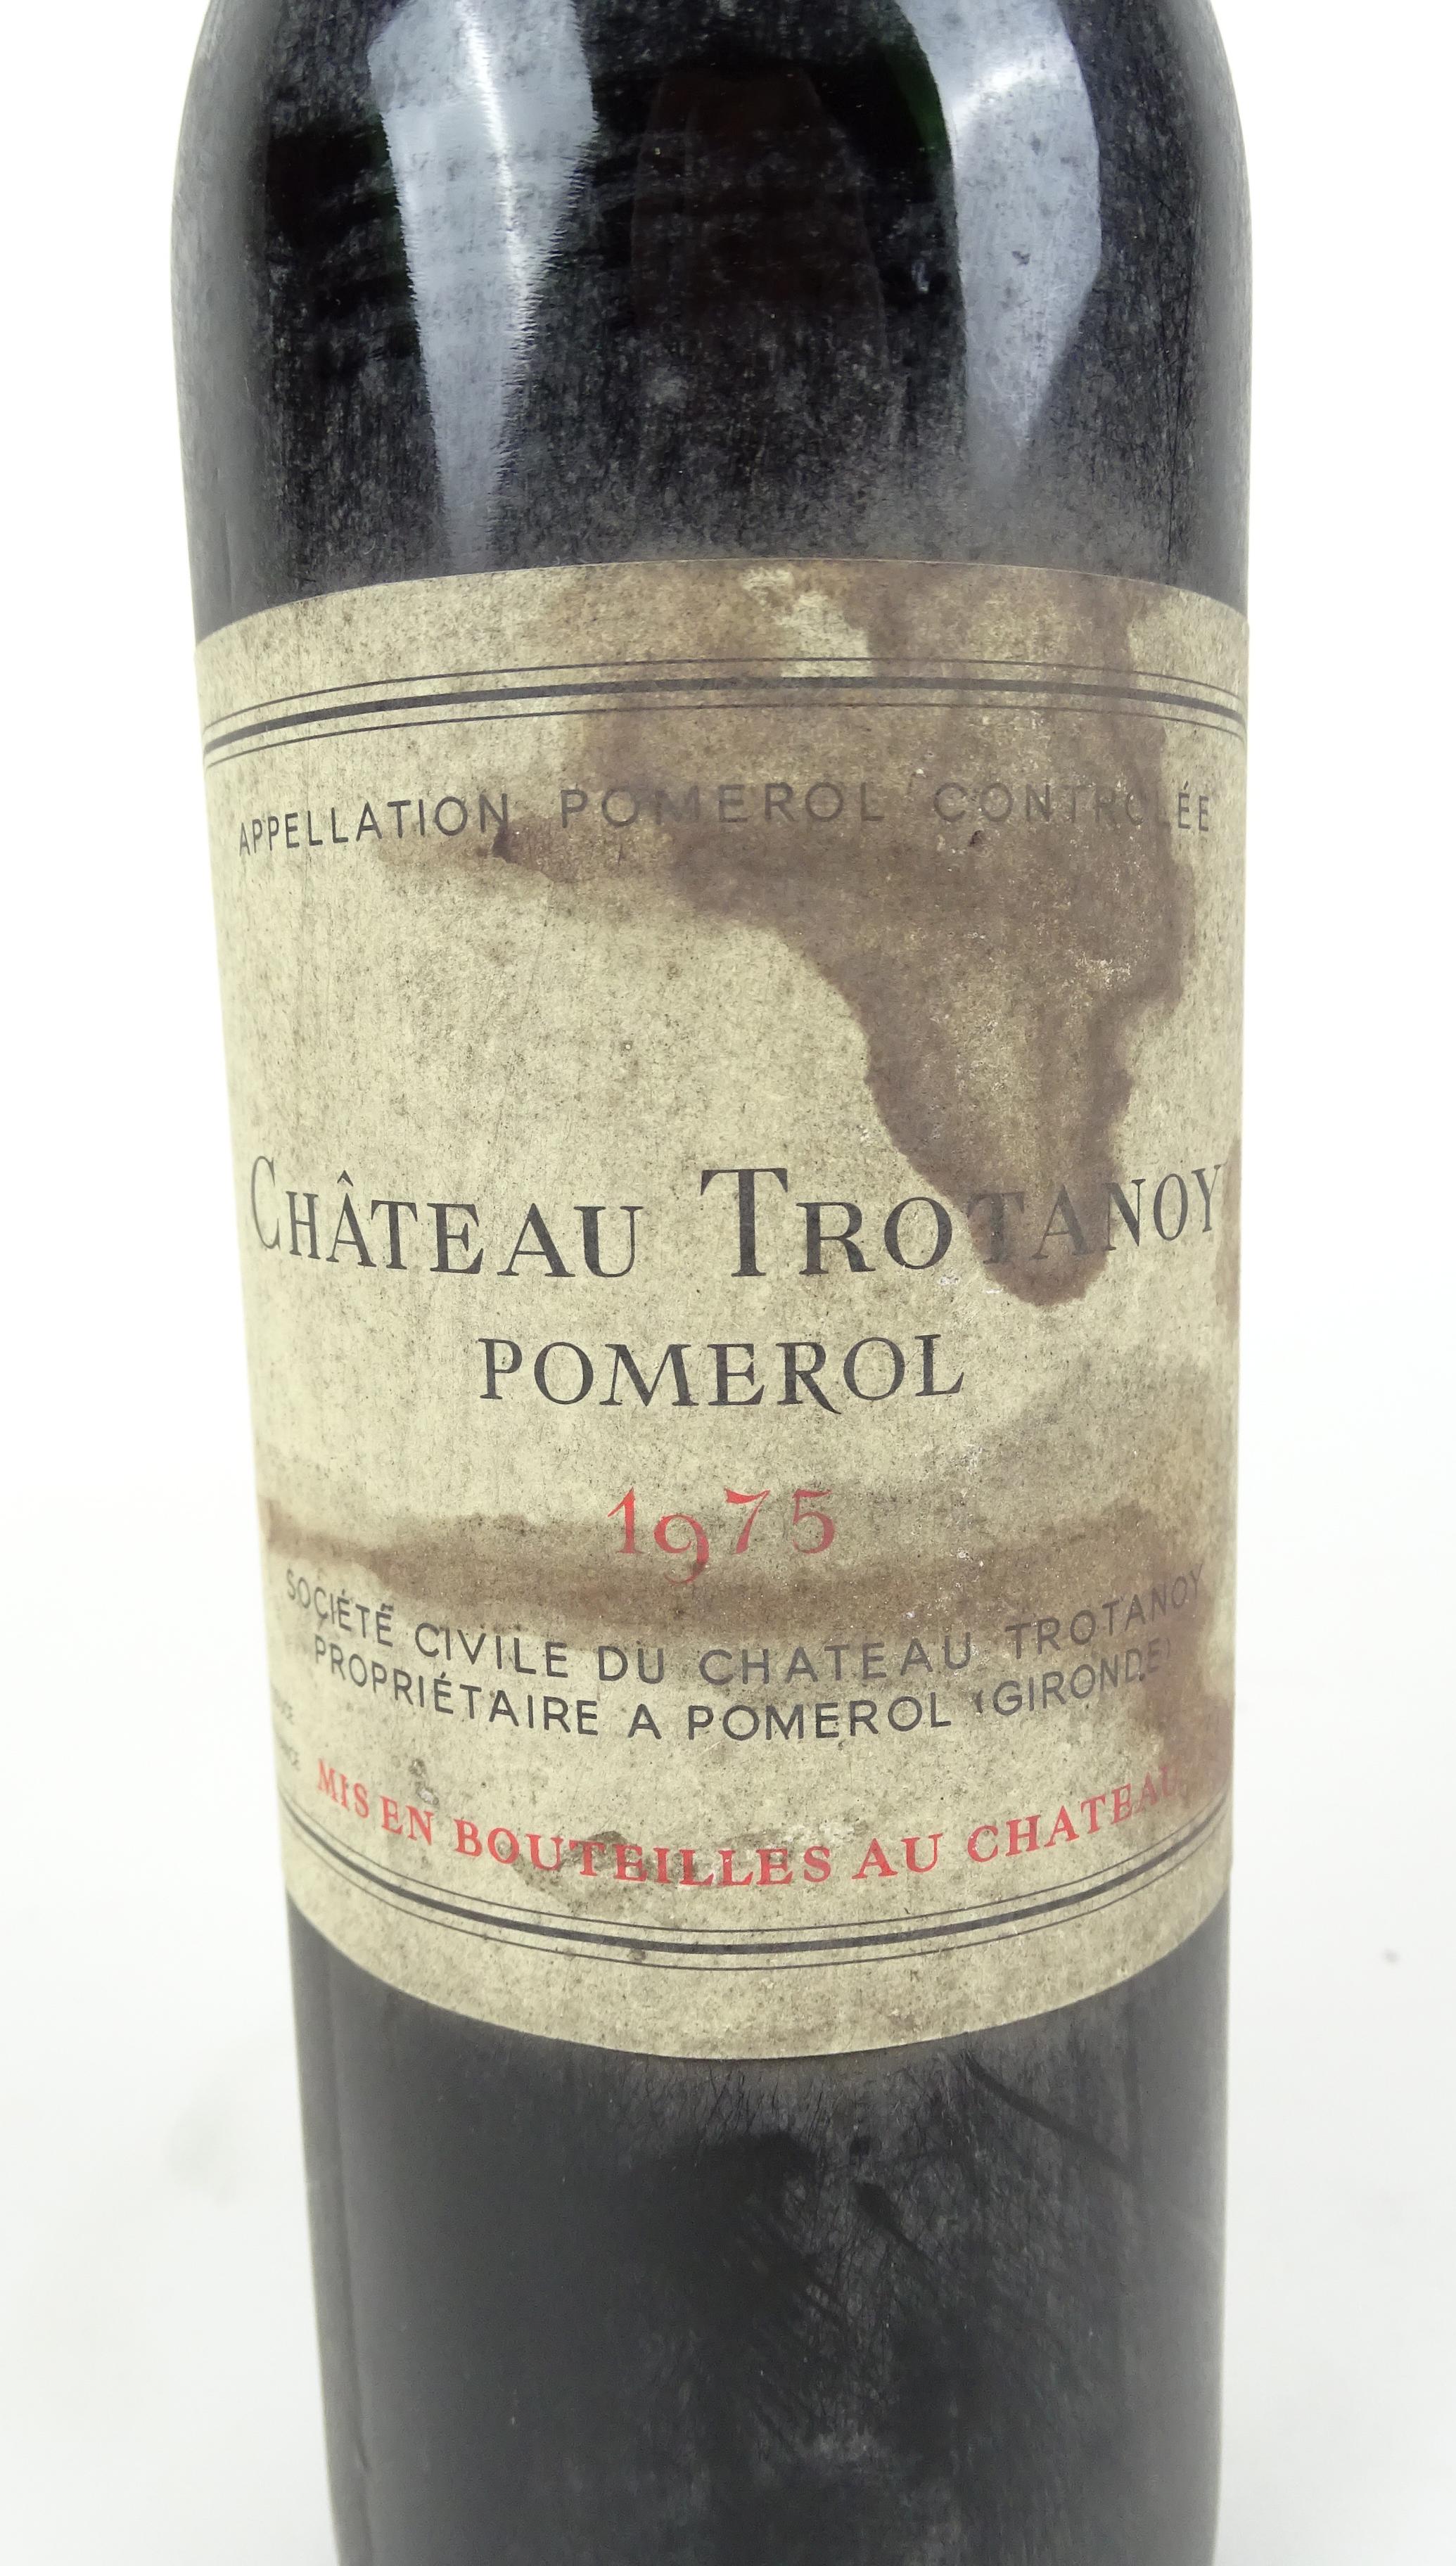 APPELLATION POMEROL CONTROLÉE
CHÂTEAU TROTANOY
POMEROL
1975
SOCIÉTÉ CIVILE DU CHATEAU TROTANOY
PROPRIÉTAIRE A POMEROL (GIRONDE)
MIS EN BOUTEILLES AU CHATEAU